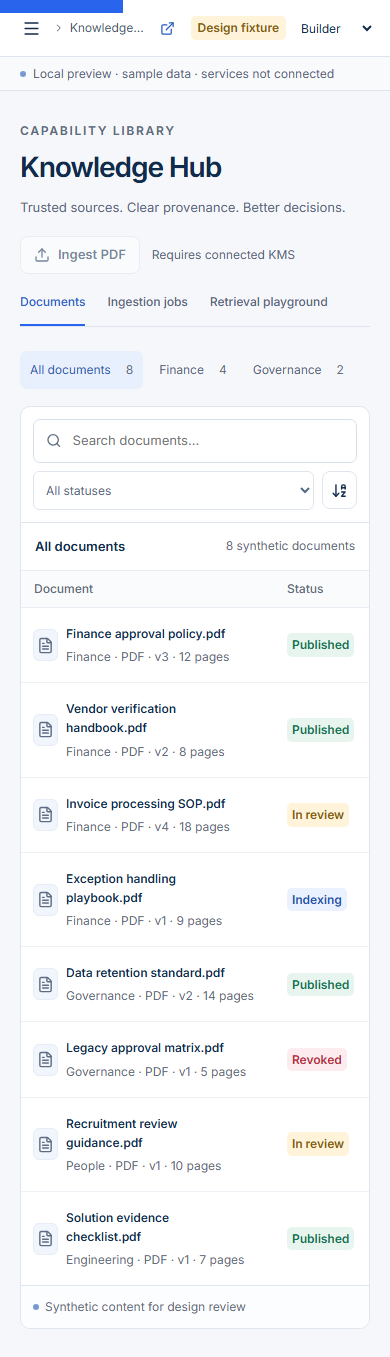 Knowledge...
Design fixture
Builder
Local preview · sample data · services not connected
CAPABILITY LIBRARY
Knowledge Hub
Trusted sources. Clear provenance. Better decisions.
Ingest PDF
Requires connected KMS
Documents
Ingestion jobs
Retrieval playground
All documents 8
Finance 4
Governance 2
Search documents...
All statuses
All documents
8 synthetic documents
Document
Status
Finance approval policy.pdf
Finance · PDF · v3 · 12 pages
Published
Vendor verification
handbook.pdf
Finance · PDF · v2 · 8 pages
Published
Invoice processing SOP.pdf
Finance · PDF · v4 · 18 pages
In review
Exception handling
playbook.pdf
Finance · PDF · v1 · 9 pages
Indexing
Data retention standard.pdf
Governance · PDF · v2 · 14 pages
Published
Legacy approval matrix.pdf
Governance · PDF · v1 · 5 pages
Revoked
Recruitment review
guidance.pdf
People · PDF · v1 · 10 pages
In review
Solution evidence
checklist.pdf
Engineering · PDF · v1 · 7 pages
Published
Synthetic content for design review